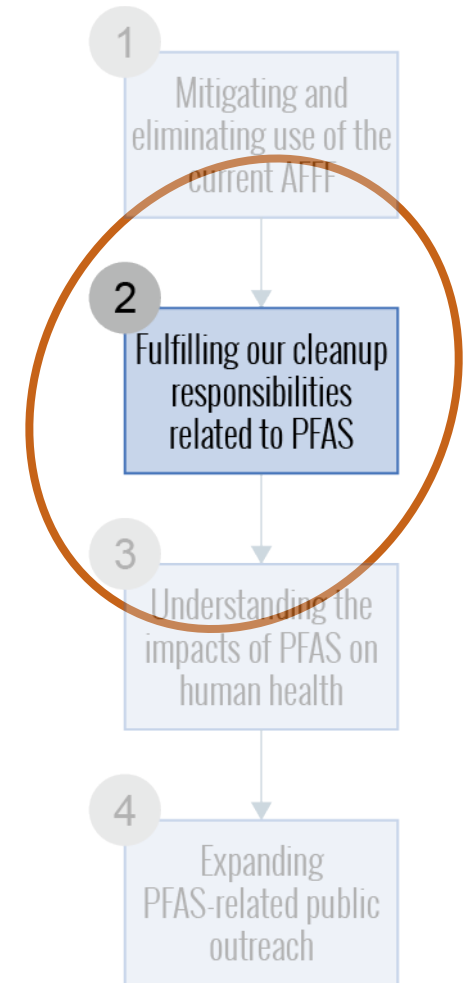 1
Mitigating and
eliminating use of the
current AFFF
2
Fulfilling our cleanup
responsibilities
related to PFAS
3
Understanding the
impacts of PFAS on
human health
4
Expanding
PFAS-related public
outreach